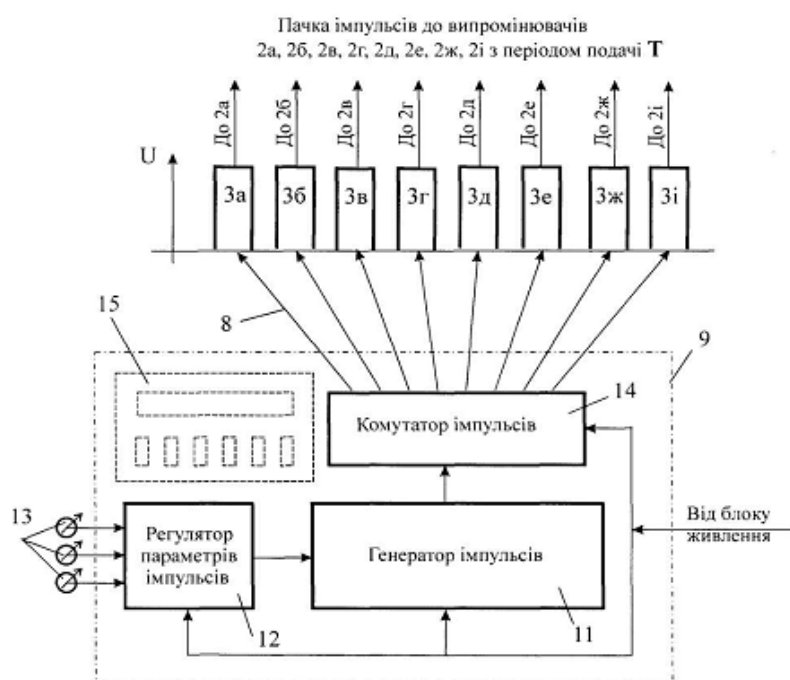 Пачка імпульсів до випромінювачів
2а, 2б, 2в, 2г, 2д, 2е, 2ж, 2і з періодом подачі T
До 2а
До 2б
До 2в
До 2г
До 2д
До 2е
До 2ж
До 2і
U
3а
3б
3в
3г
3д
3е
3ж
3і
15
8
9
14
Комутатор імпульсів
13
Регулятор
параметрів
імпульсів
Генератор імпульсів
Від блоку
живлення
12
11